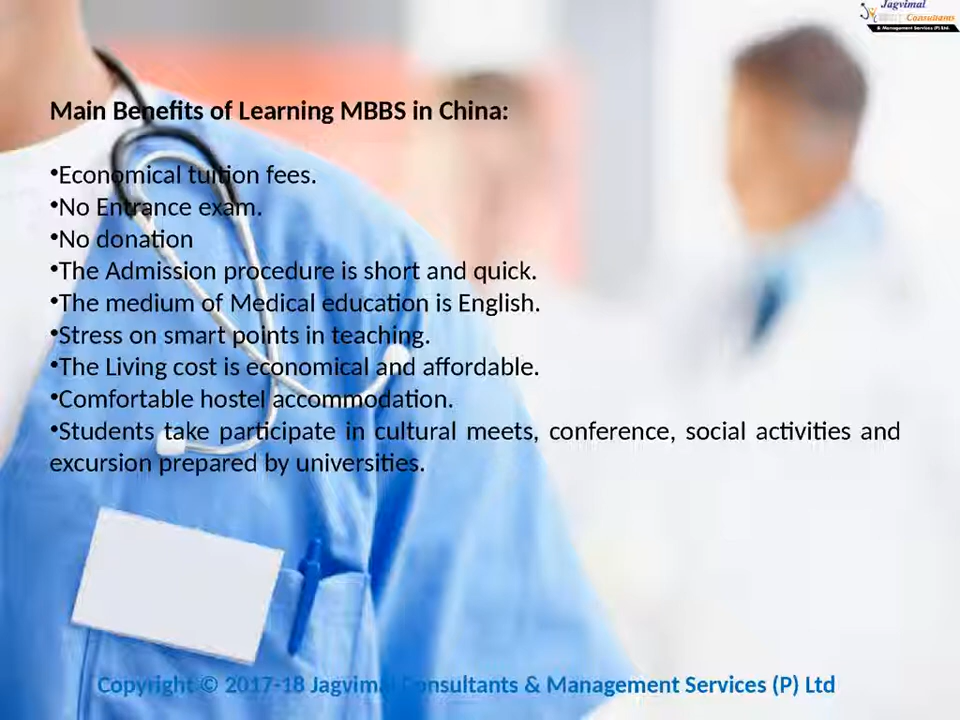 Jagvimal
Consultants
& Management Services (P) Ltd.
Main Benefits of Learning MBBS in China:
•Economical tuition fees.
•No Entrance exam.
•No donation
•The Admission procedure is short and quick.
•The medium of Medical education is English.
•Stress on smart points in teaching.
•The Living cost is economical and affordable.
•Comfortable hostel accommodation.
•Students take participate in cultural meets, conference, social activities and
excursion prepared by universities.
Copyright © 2017-18 Jagvimal Consultants & Management Services (P) Ltd